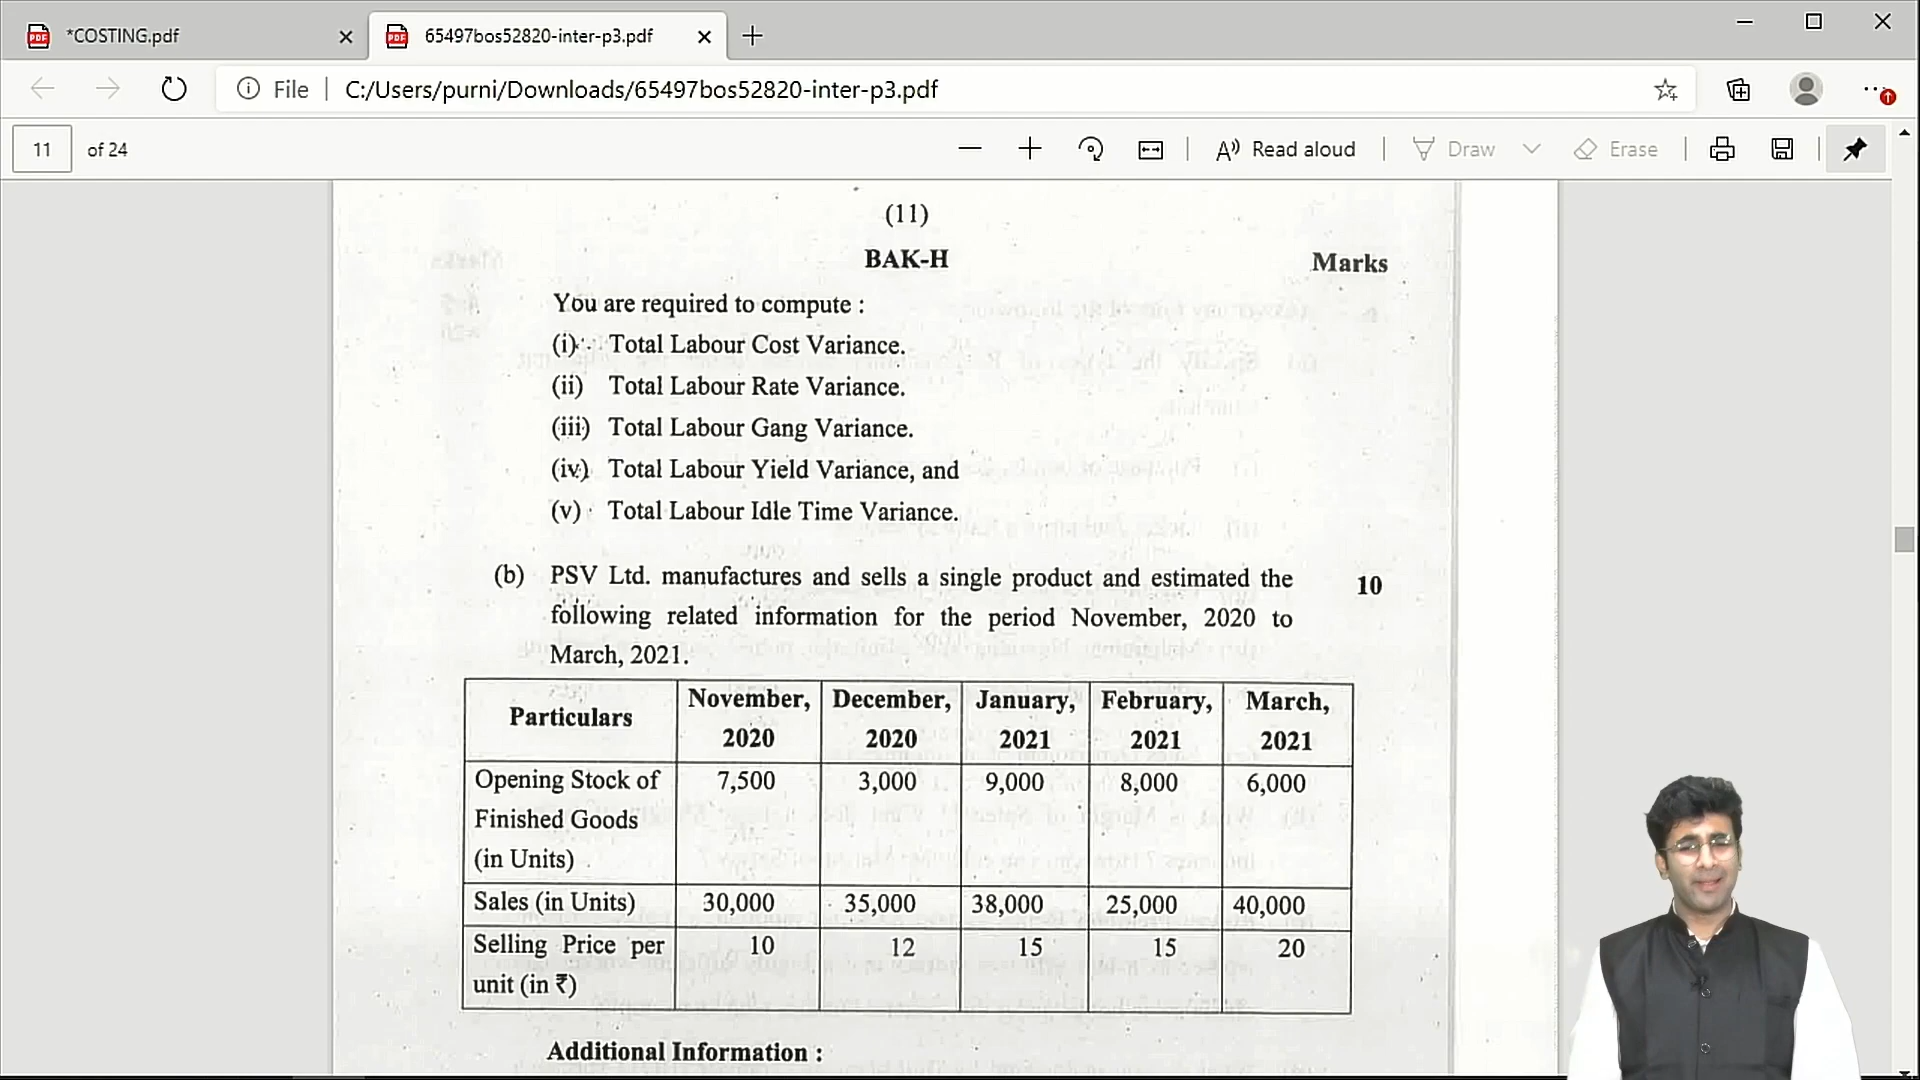 *COSTING.pdf
65497bos52820-inter-p3.pdf
File
C:/Users/purni/Downloads/65497bos52820-inter-p3.pdf
11 of 24
Read aloud
Draw
Erase
(11)
BAK-H
Marks
You are required to compute :
(i) Total Labour Cost Variance.
(ii) Total Labour Rate Variance.
(iii) Total Labour Gang Variance.
(iv) Total Labour Yield Variance, and
(v) Total Labour Idle Time Variance.
(b) PSV Ltd. manufactures and sells a single product and estimated the 10
following related information for the period November, 2020 to
March, 2021.
Particulars November, 2020 December, 2020 January, 2021 February, 2021 March, 2021
Opening Stock of Finished Goods (in Units) 7,500 3,000 9,000 8,000 6,000
Sales (in Units) 30,000 35,000 38,000 25,000 40,000
Selling Price per unit (in ₹) 10 12 15 15 20
Additional Information :